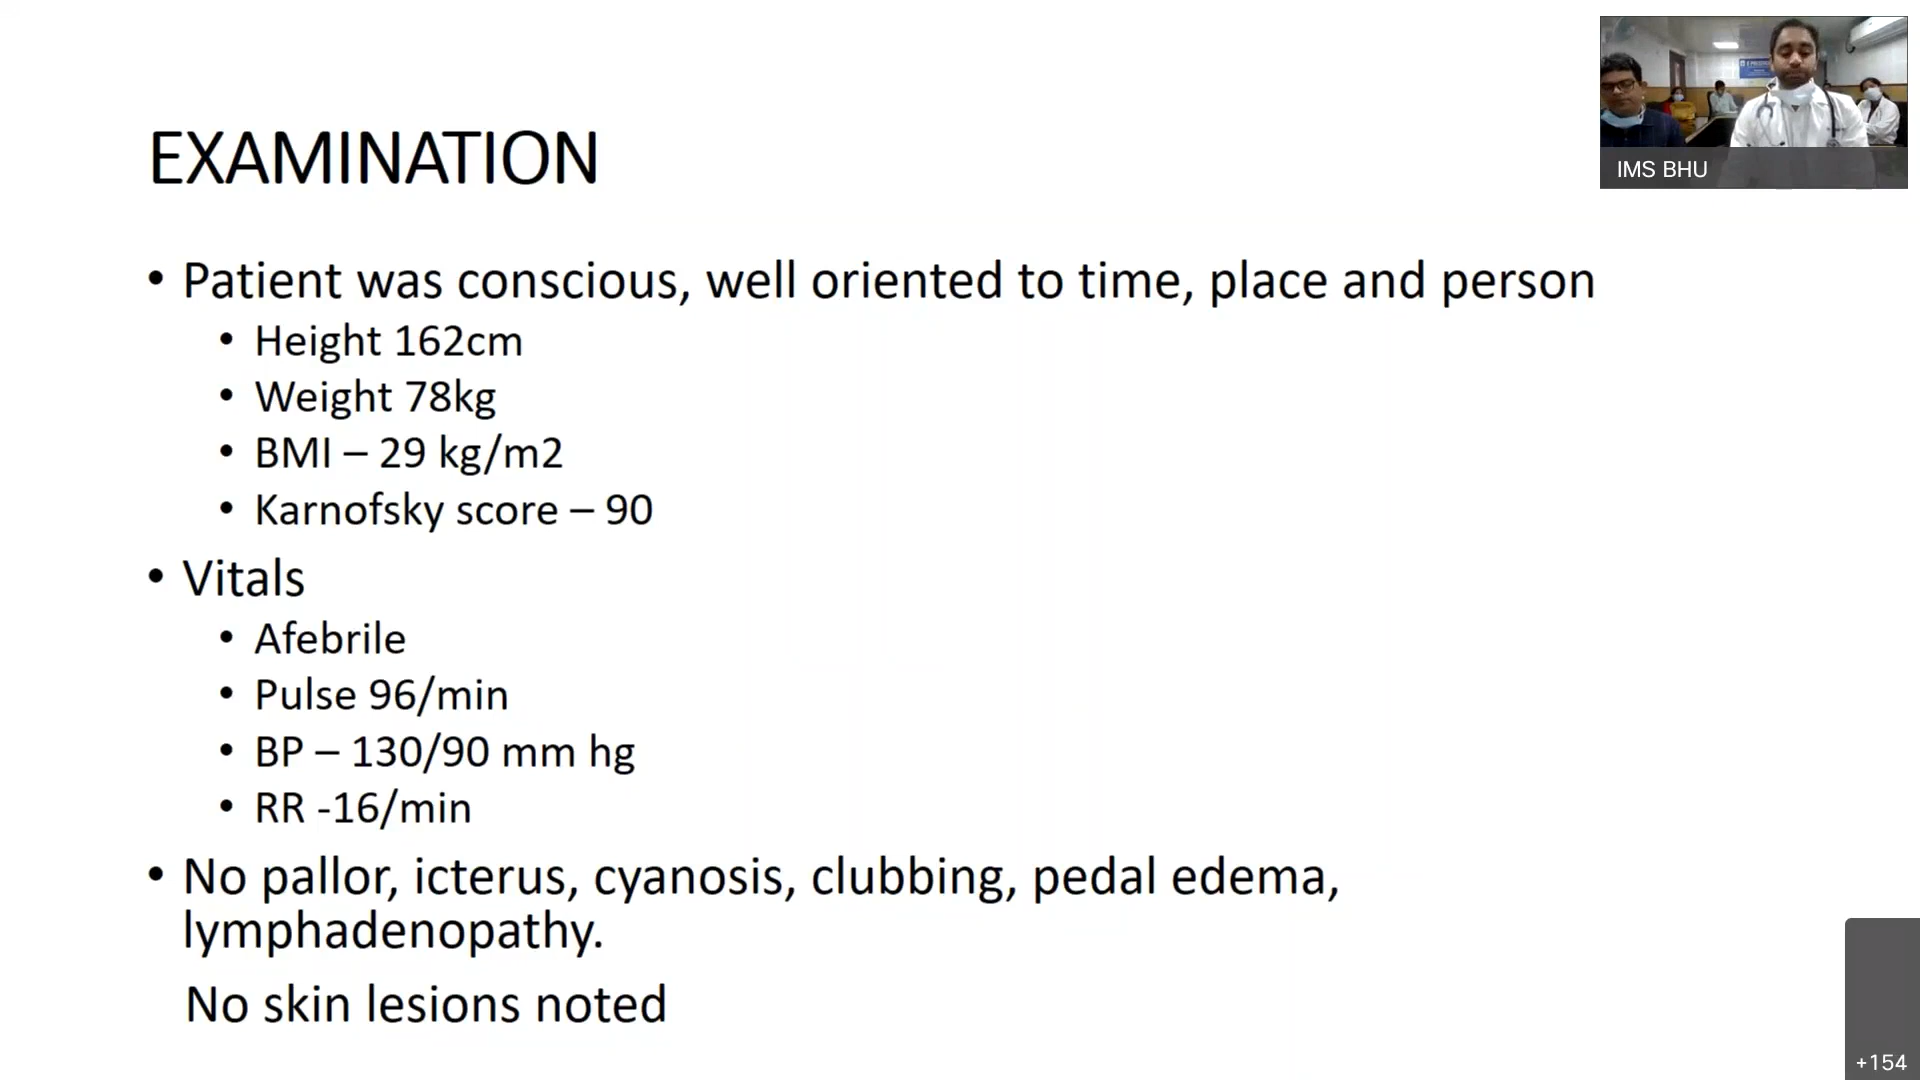 IMS BHU
EXAMINATION
• Patient was conscious, well oriented to time, place and person
• Height 162cm
• Weight 78kg
• BMI – 29 kg/m2
• Karnofsky score – 90
• Vitals
• Afebrile
• Pulse 96/min
• BP – 130/90 mm hg
• RR -16/min
• No pallor, icterus, cyanosis, clubbing, pedal edema,
lymphadenopathy.
No skin lesions noted
+154